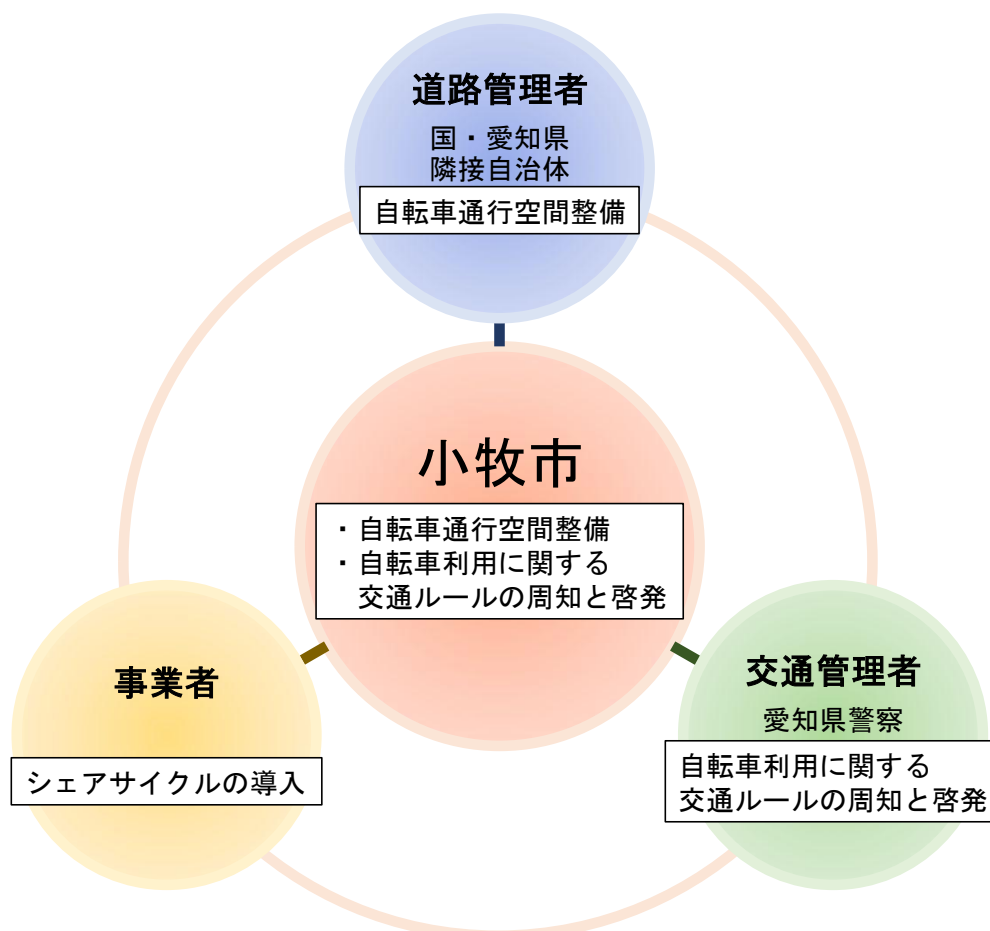 道路管理者
国・愛知県
隣接自治体
自転車通行空間整備
小牧市
・自転車通行空間整備
・自転車利用に関する
交通ルールの周知と啓発
事業者
シェアサイクルの導入
交通管理者
愛知県警察
自転車利用に関する
交通ルールの周知と啓発